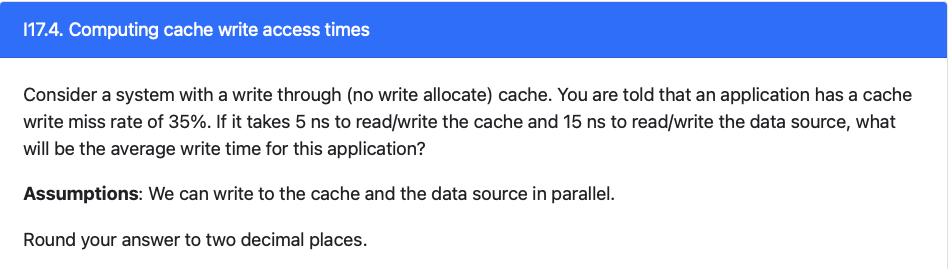 I17.4. Computing cache write access times
Consider a system with a write through (no write allocate) cache. You are told that an application has a cache
write miss rate of 35%. If it takes 5 ns to read/write the cache and 15 ns to read/write the data source, what
will be the average write time for this application?
Assumptions: We can write to the cache and the data source in parallel.
Round your answer to two decimal places.